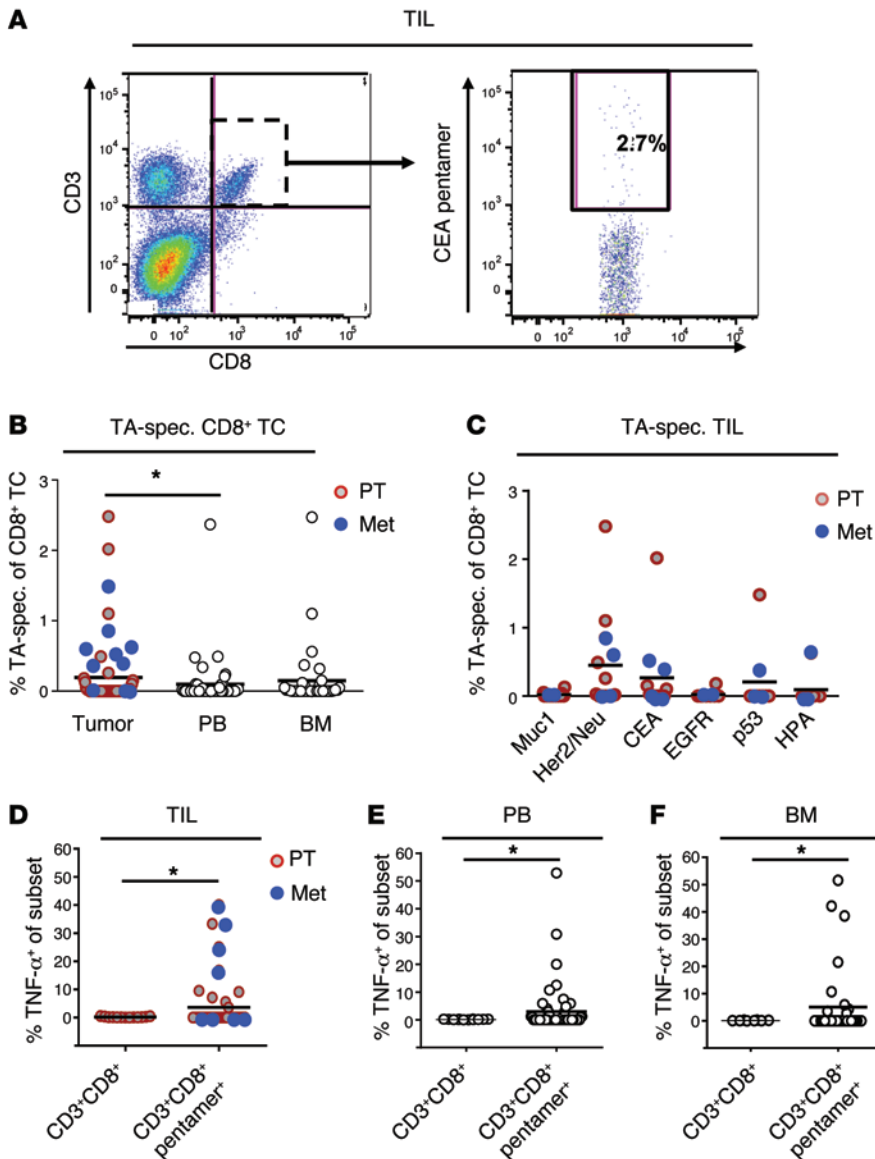 A
TIL
CD3
10⁵
10⁴
10³
10²
0
0 10² 10³ 10⁴ 10⁵
CD8
CEA pentamer
10⁵
10⁴
10³
10²
0
2.7%
0 10² 10³ 10⁴ 10⁵
B
TA-spec. CD8⁺ TC
% TA-spec. of CD8⁺ TC
3
2
1
0
*
PT
Met
Tumor PB BM
C
TA-spec. TIL
% TA-spec. of CD8⁺ TC
3
2
1
0
PT
Met
Muc1 Her2/Neu CEA EGFR p53 HPA
D
TIL
% TNF-α⁺ of subset
60
50
40
30
20
10
0
*
PT
Met
CD3⁺CD8⁺
CD3⁺CD8⁺
pentamer⁺
E
PB
% TNF-α⁺ of subset
60
50
40
30
20
10
0
*
CD3⁺CD8⁺
CD3⁺CD8⁺
pentamer⁺
F
BM
% TNF-α⁺ of subset
60
50
40
30
20
10
0
*
CD3⁺CD8⁺
CD3⁺CD8⁺
pentamer⁺